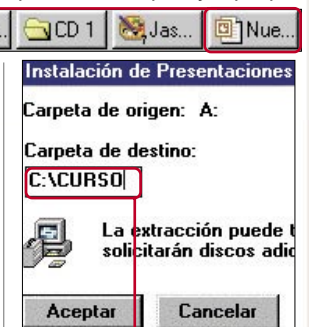 ... CD 1 Jas... Nue...
Instalación de Presentaciones
Carpeta de origen: A:
Carpeta de destino:
C:\CURSO
La extracción puede
solicitarán discos
Aceptar Cancelar